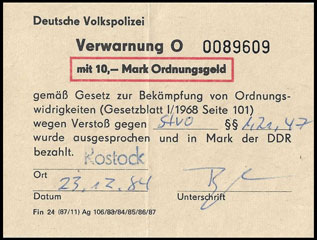 Deutsche Volkspolizei
Verwarnung O 0089609
mit 10,— Mark Ordnungsgeld
gemäß Gesetz zur Bekämpfung von Ordnungs-
widrigkeiten (Gesetzblatt I/1968 Seite 101)
wegen Verstoß gegen Stvo §§ 47
wurde ausgesprochen und in Mark der DDR
bezahlt. Rostock
Ort
23.12.84
Datum Unterschrift
Fin 24 (87/11) Ag 106/83/84/85/86/87